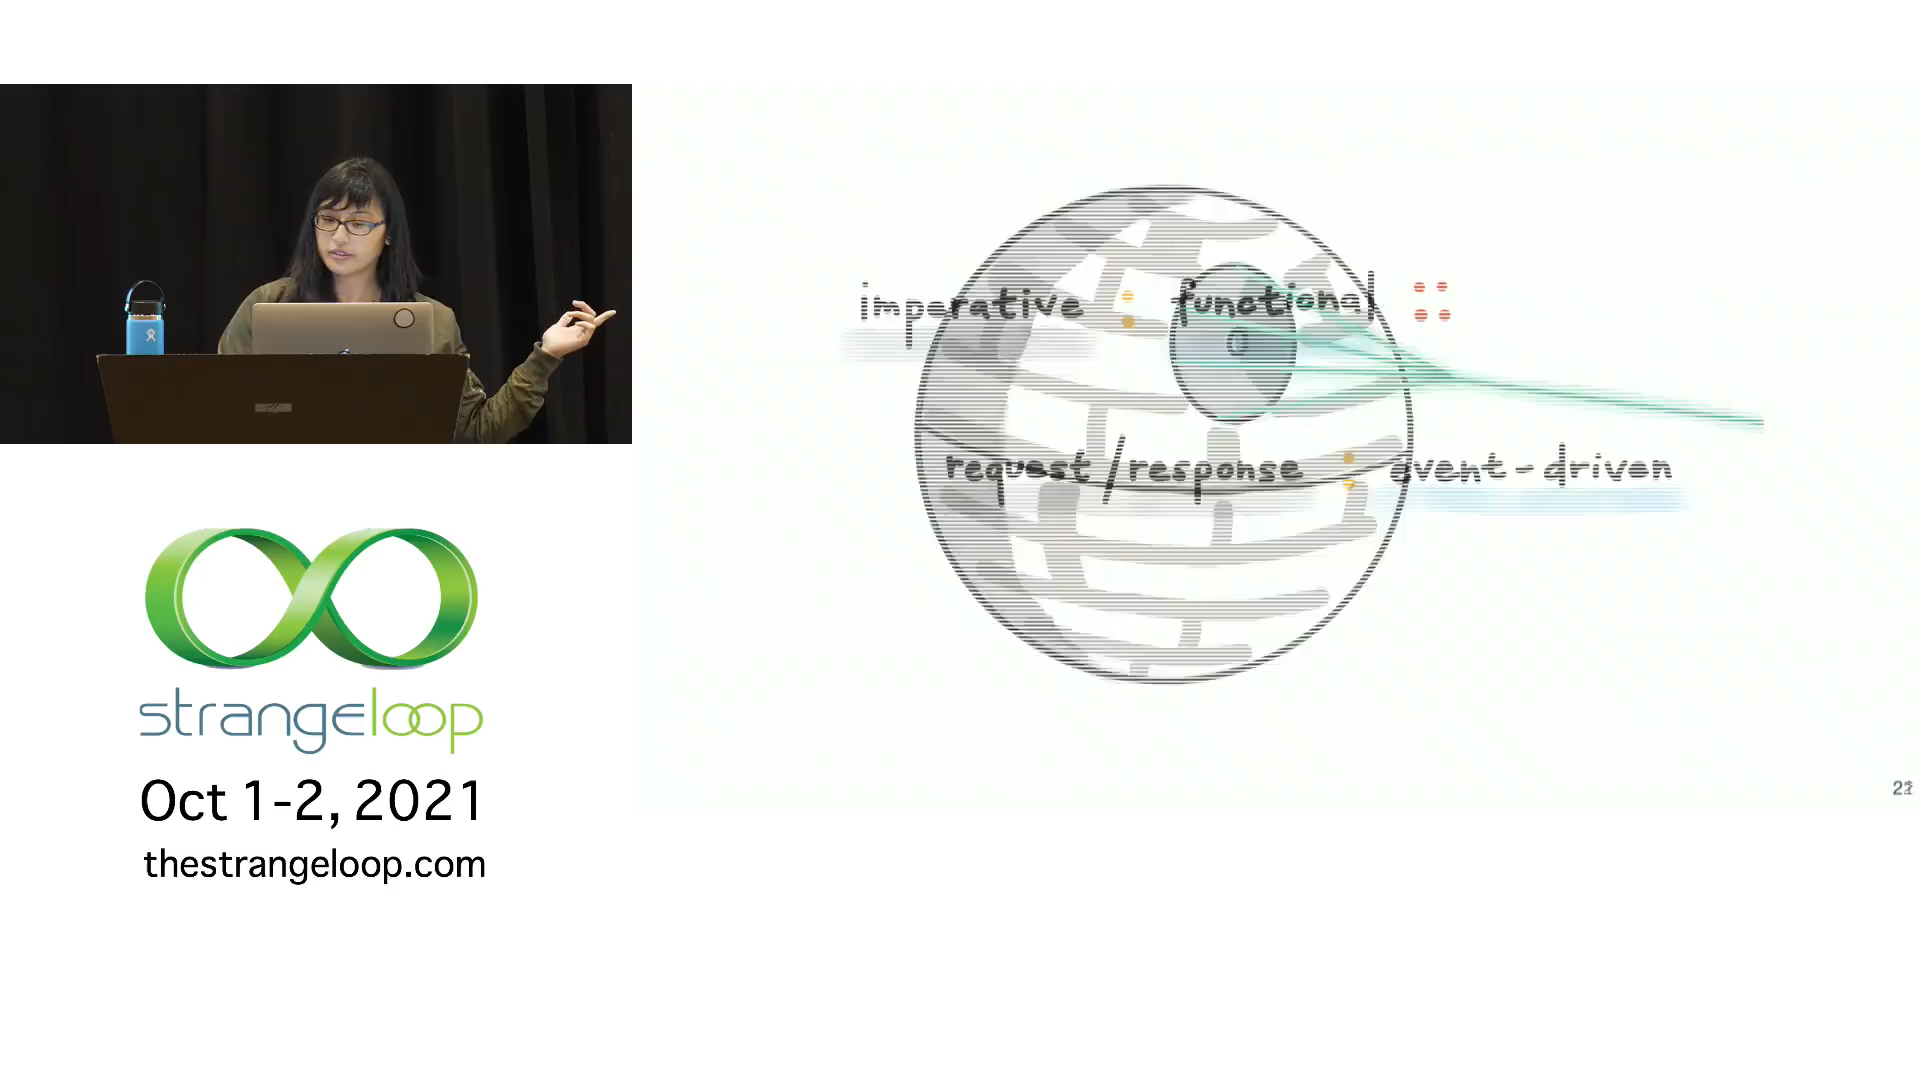 imperative : functional ::
request/response : event-driven
strangeloop
Oct 1-2, 2021
thestrangeloop.com